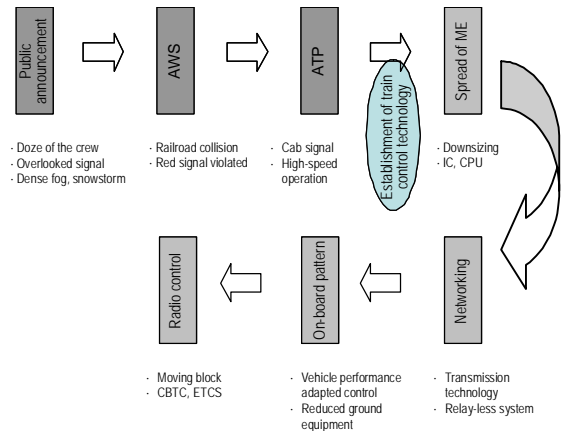 Public
announcement
AWS
ATP
Establishment of train
control technology
Spread of ME
· Doze of the crew
· Overlooked signal
· Dense fog, snowstorm
· Railroad collision
· Red signal violated
· Cab signal
· High-speed
operation
· Downsizing
· IC, CPU
Radio control
On-board pattern
Networking
· Moving block
· CBTC, ETCS
· Vehicle performance
adapted control
· Reduced ground
equipment
· Transmission
technology
· Relay-less system